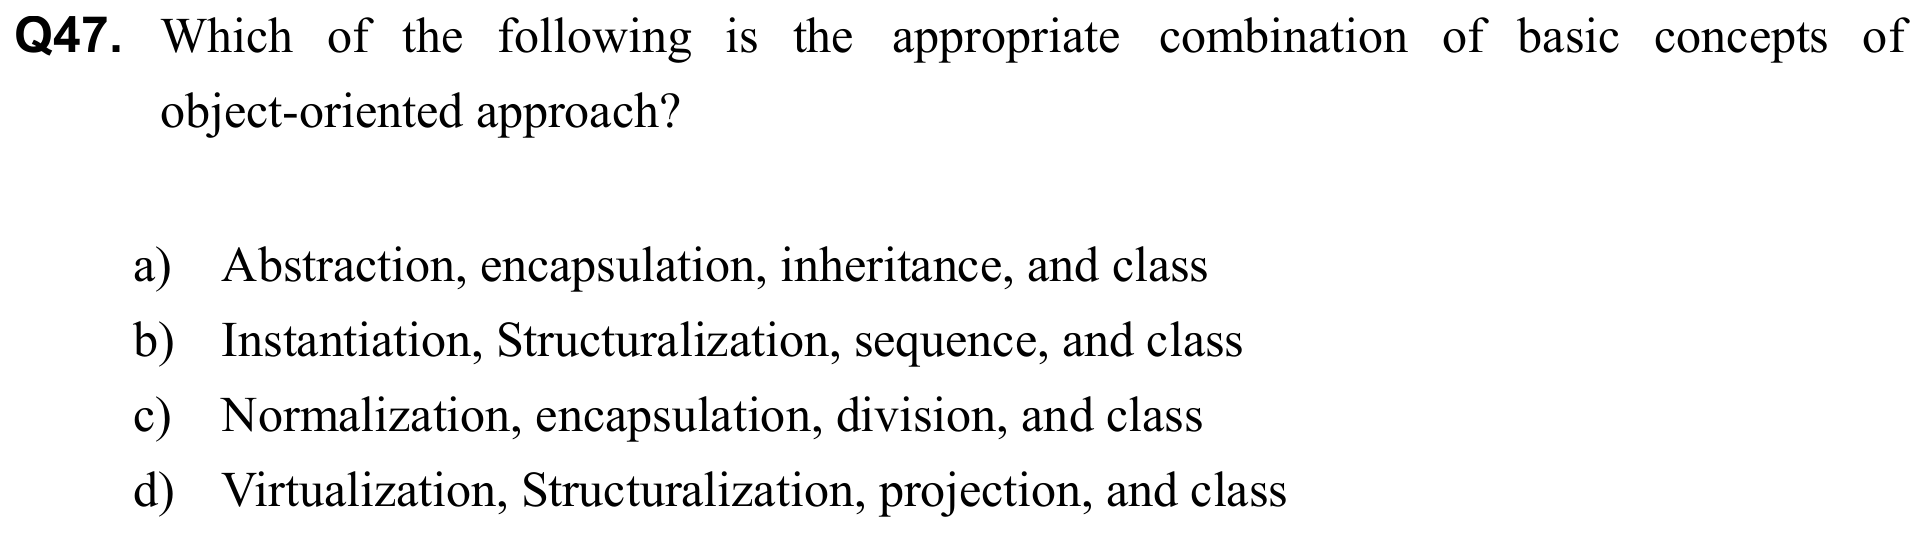 Q47. Which of the following is the appropriate combination of basic concepts of
object-oriented approach?
a) Abstraction, encapsulation, inheritance, and class
b) Instantiation, Structuralization, sequence, and class
c) Normalization, encapsulation, division, and class
d) Virtualization, Structuralization, projection, and class